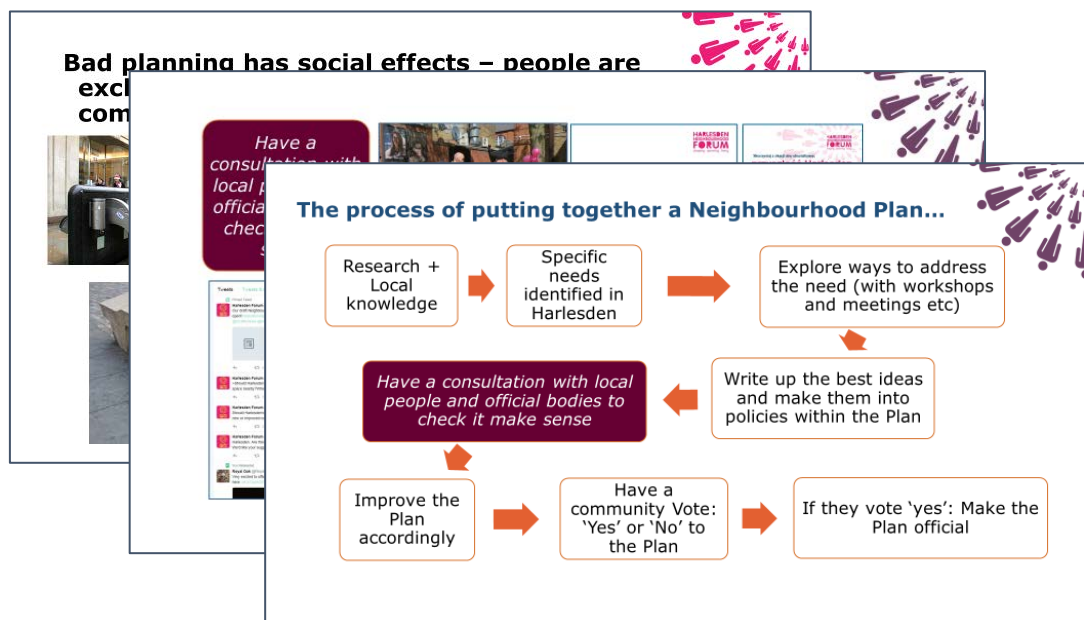 Bad planning has social effects – people are
Have a
consultation with
local
official
check
HARLESDEN
FORUM
HARLESDEN
FORUM
Tweets
The process of putting together a Neighbourhood Plan...
Research +
Local
knowledge
Specific
needs
identified in
Harlesden
Explore ways to address
the need (with workshops
and meetings etc)
Write up the best ideas
and make them into
policies within the Plan
Have a consultation with local
people and official bodies to
check it make sense
Improve the
Plan
accordingly
Have a
community Vote:
‘Yes’ or ‘No’ to
the Plan
If they vote ‘yes’: Make the
Plan official